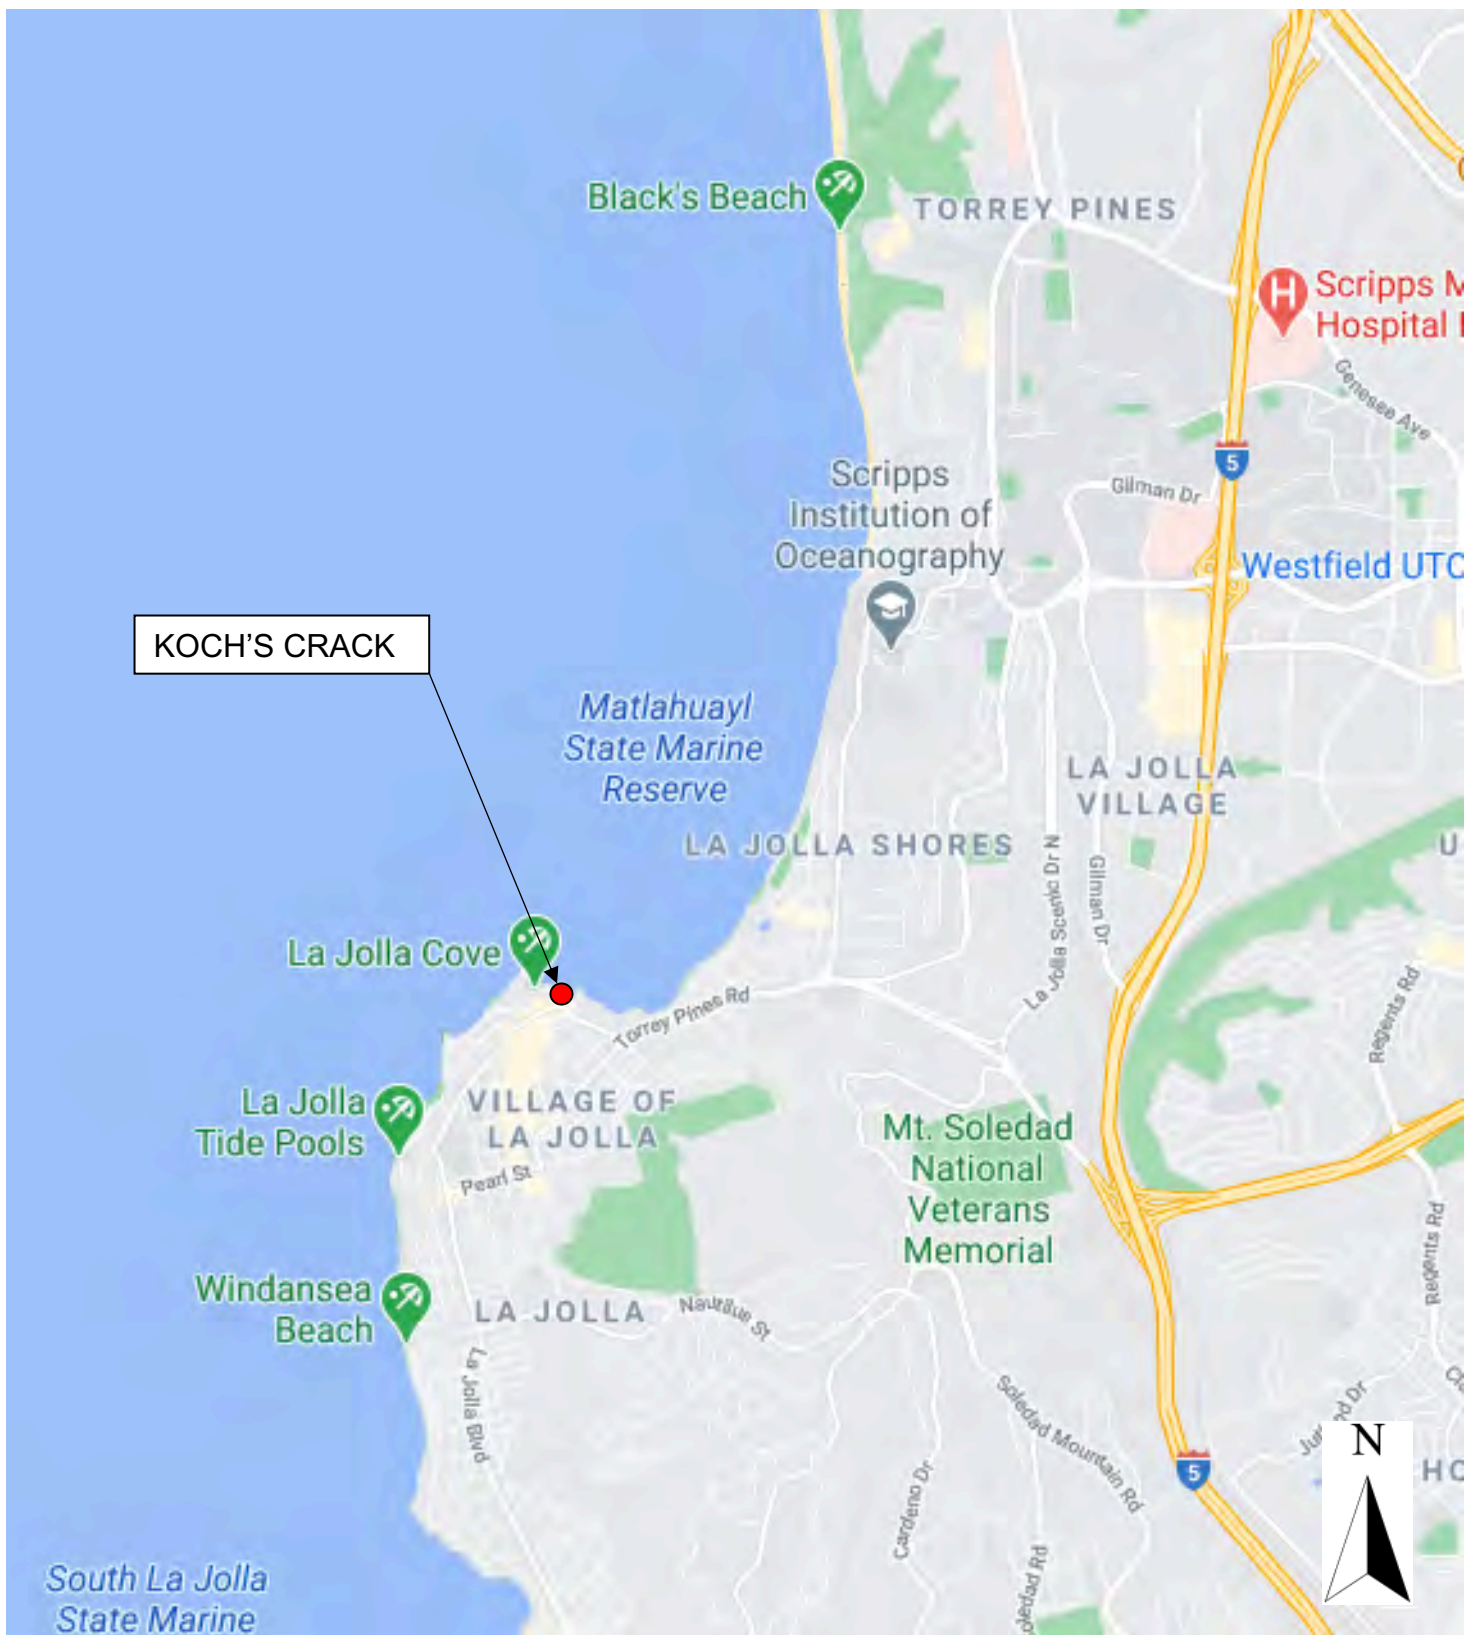 Black's Beach
TORREY PINES
Scripps M
Hospital
Genesee Ave
5
Scripps
Institution of
Oceanography
Gilman Dr
Westfield UTC
KOCH'S CRACK
Matlahuayl
State Marine
Reserve
LA JOLLA
VILLAGE
LA JOLLA SHORES
U
La Jolla Scenic Dr N
Gilman Dr
La Jolla Cove
Torrey Pines Rd
Regents Rd
La Jolla
Tide Pools
VILLAGE OF
LA JOLLA
Pearl St
Mt. Soledad
National
Veterans
Memorial
Regents Rd
Windansea
Beach
LA JOLLA
Nautilus St
La Jolla Blvd
Soledad Mountain Rd
Cardeno Dr
5
N
HO
South La Jolla
State Marine